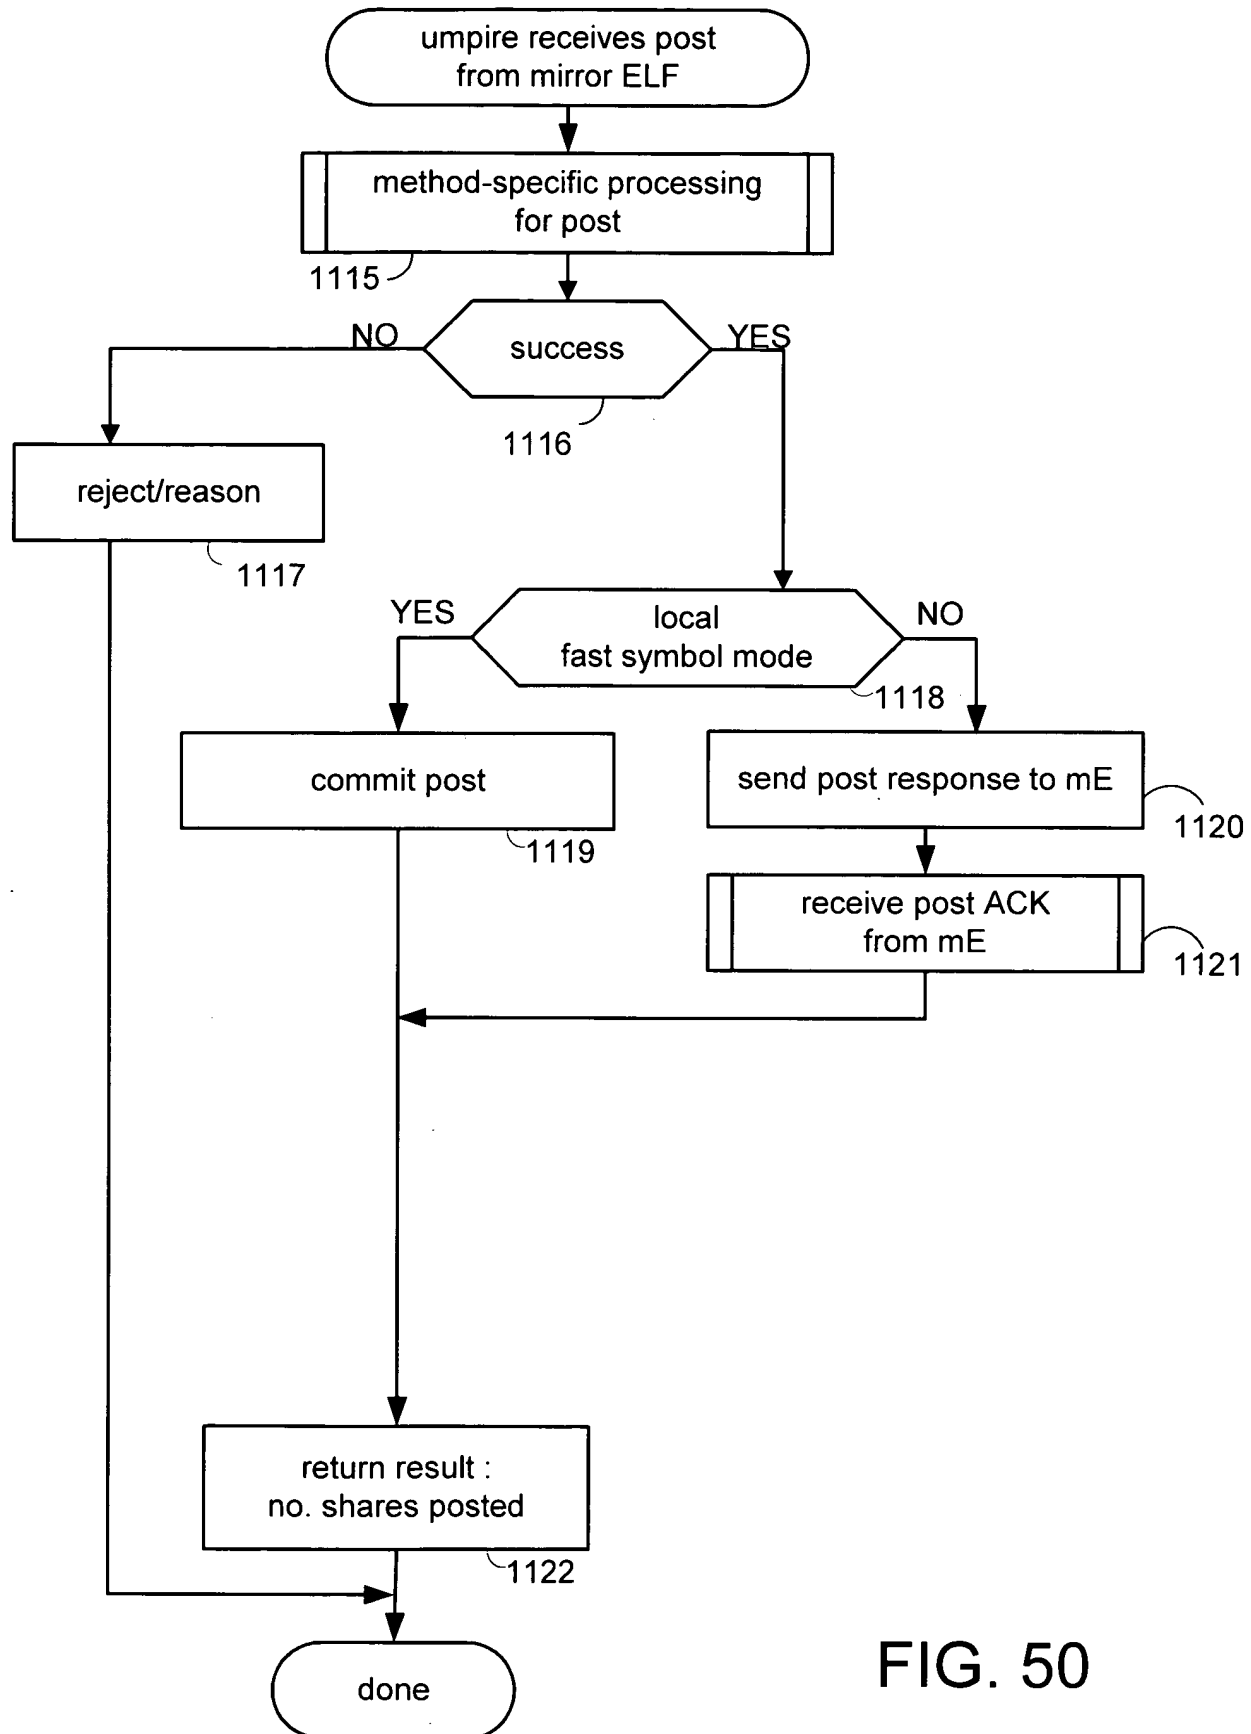 umpire receives post
from mirror ELF
method-specific processing
for post
1115
NO
success
YES
1116
reject/reason
1117
YES
local
fast symbol mode
NO
1118
commit post
1119
send post response to mE
1120
receive post ACK
from mE
1121
return result :
no. shares posted
1122
done
FIG. 50